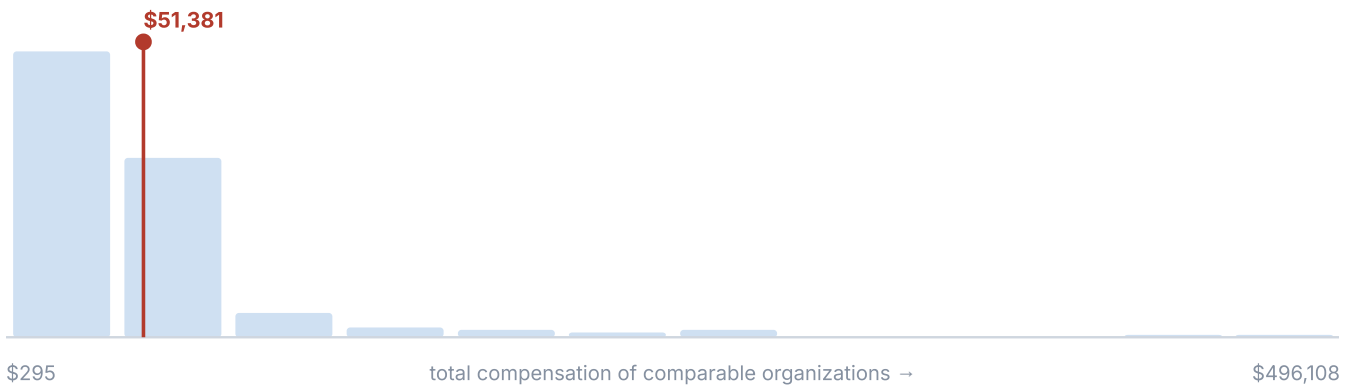 $51,381
$295
total compensation of comparable organizations →
$496,108